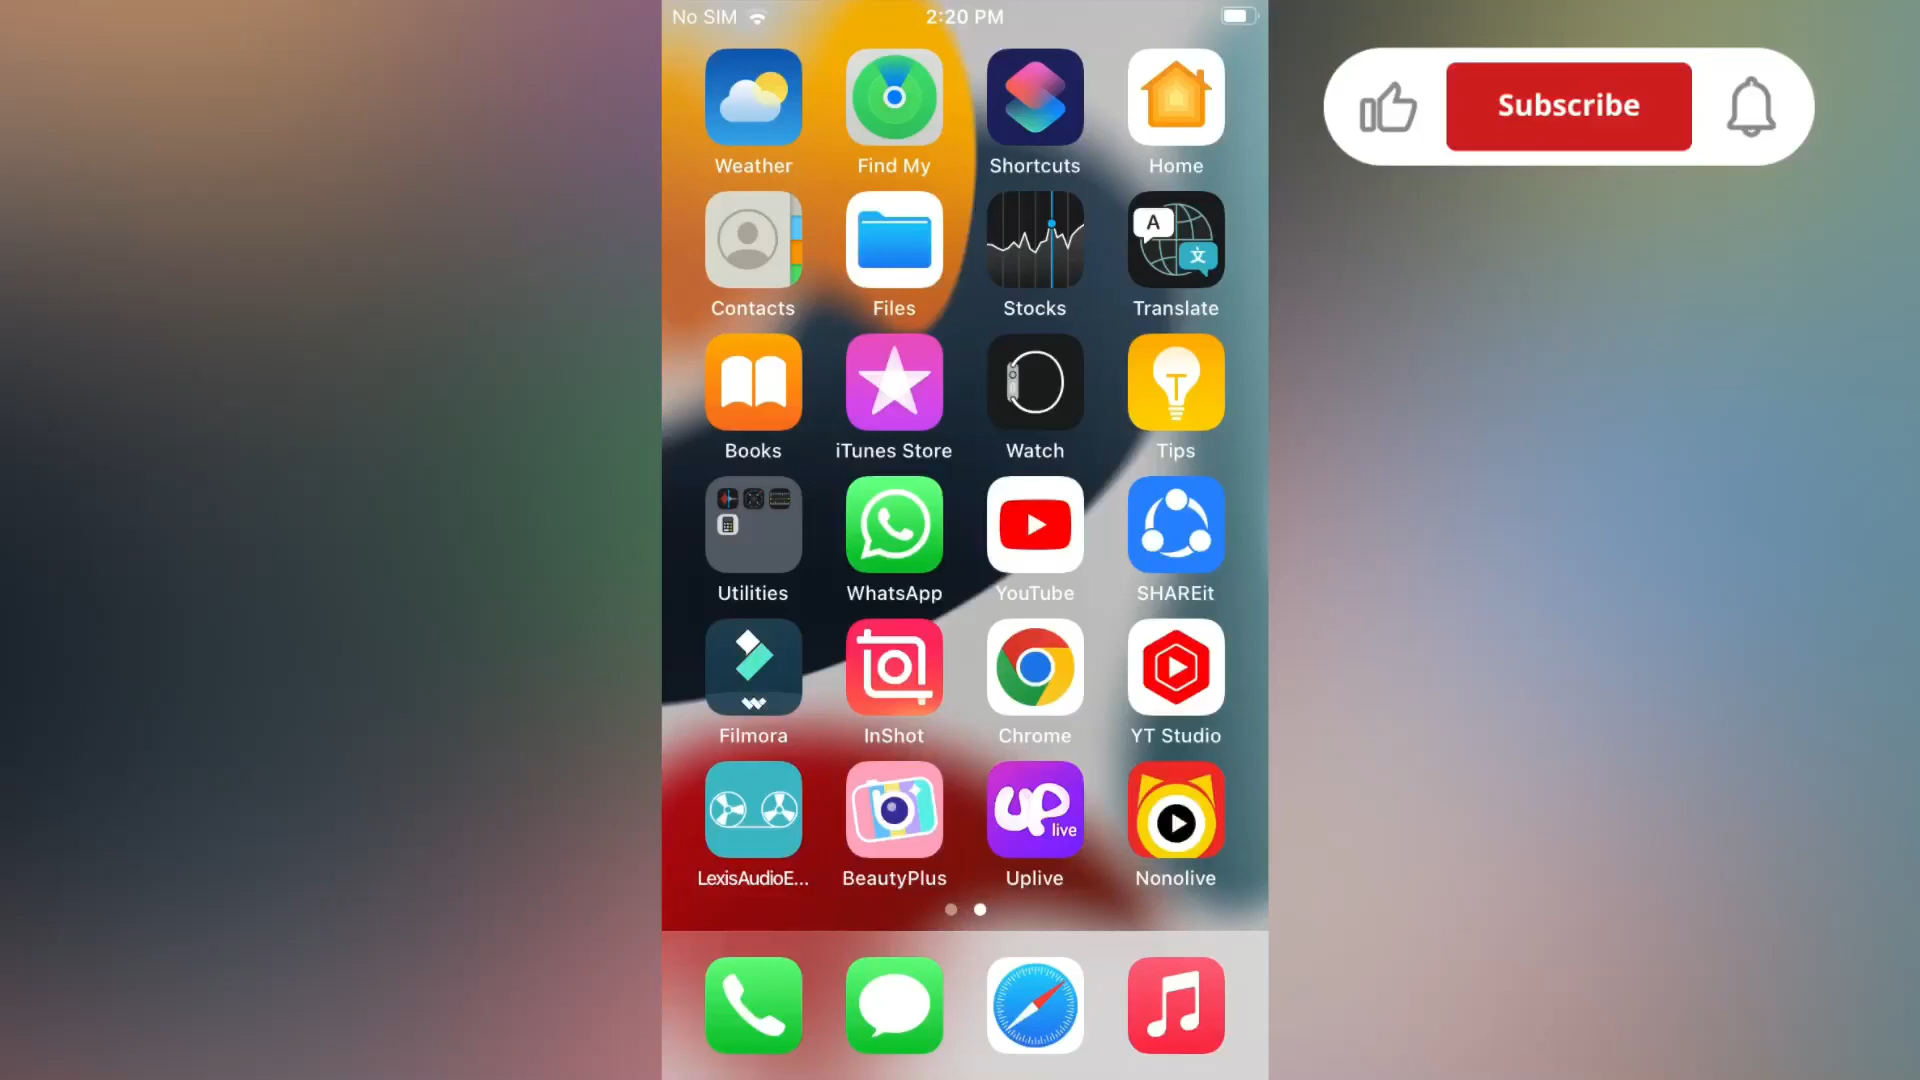 No SIM 2:20 PM
Subscribe
Weather Find My Shortcuts Home
A
文
Contacts Files Stocks Translate
T
Books iTunes Store Watch Tips
Utilities WhatsApp YouTube SHAREit
Filmora InShot Chrome YT Studio
UP
live
LexisAudioE... BeautyPlus Uplive Nonolive